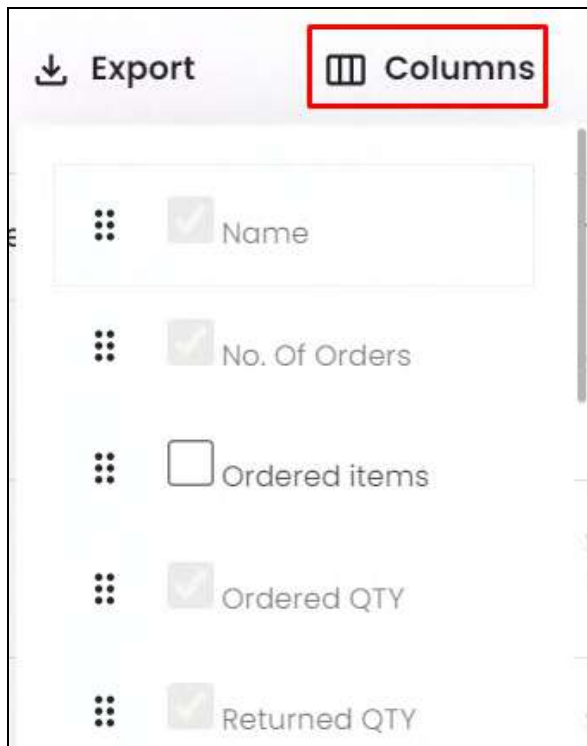 Export Columns
Name
No. Of Orders
Ordered items
Ordered QTY
Returned QTY